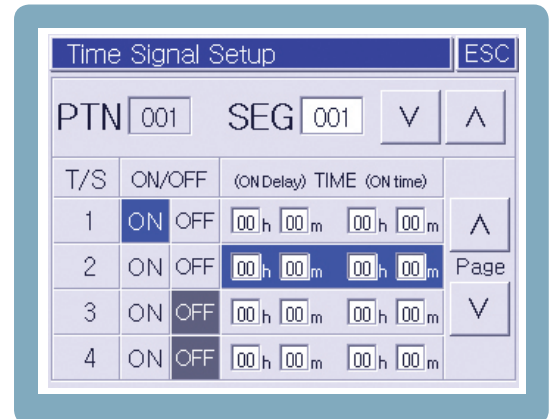 Time Signal Setup ESC
PTN 001 SEG 001 ∨ ∧
T/S ON/OFF (ON Delay) TIME (ON time)
1 ON OFF 00 h 00 m 00 h 00 m ∧
2 ON OFF 00 h 00 m 00 h 00 m Page
3 ON OFF 00 h 00 m 00 h 00 m ∨
4 ON OFF 00 h 00 m 00 h 00 m